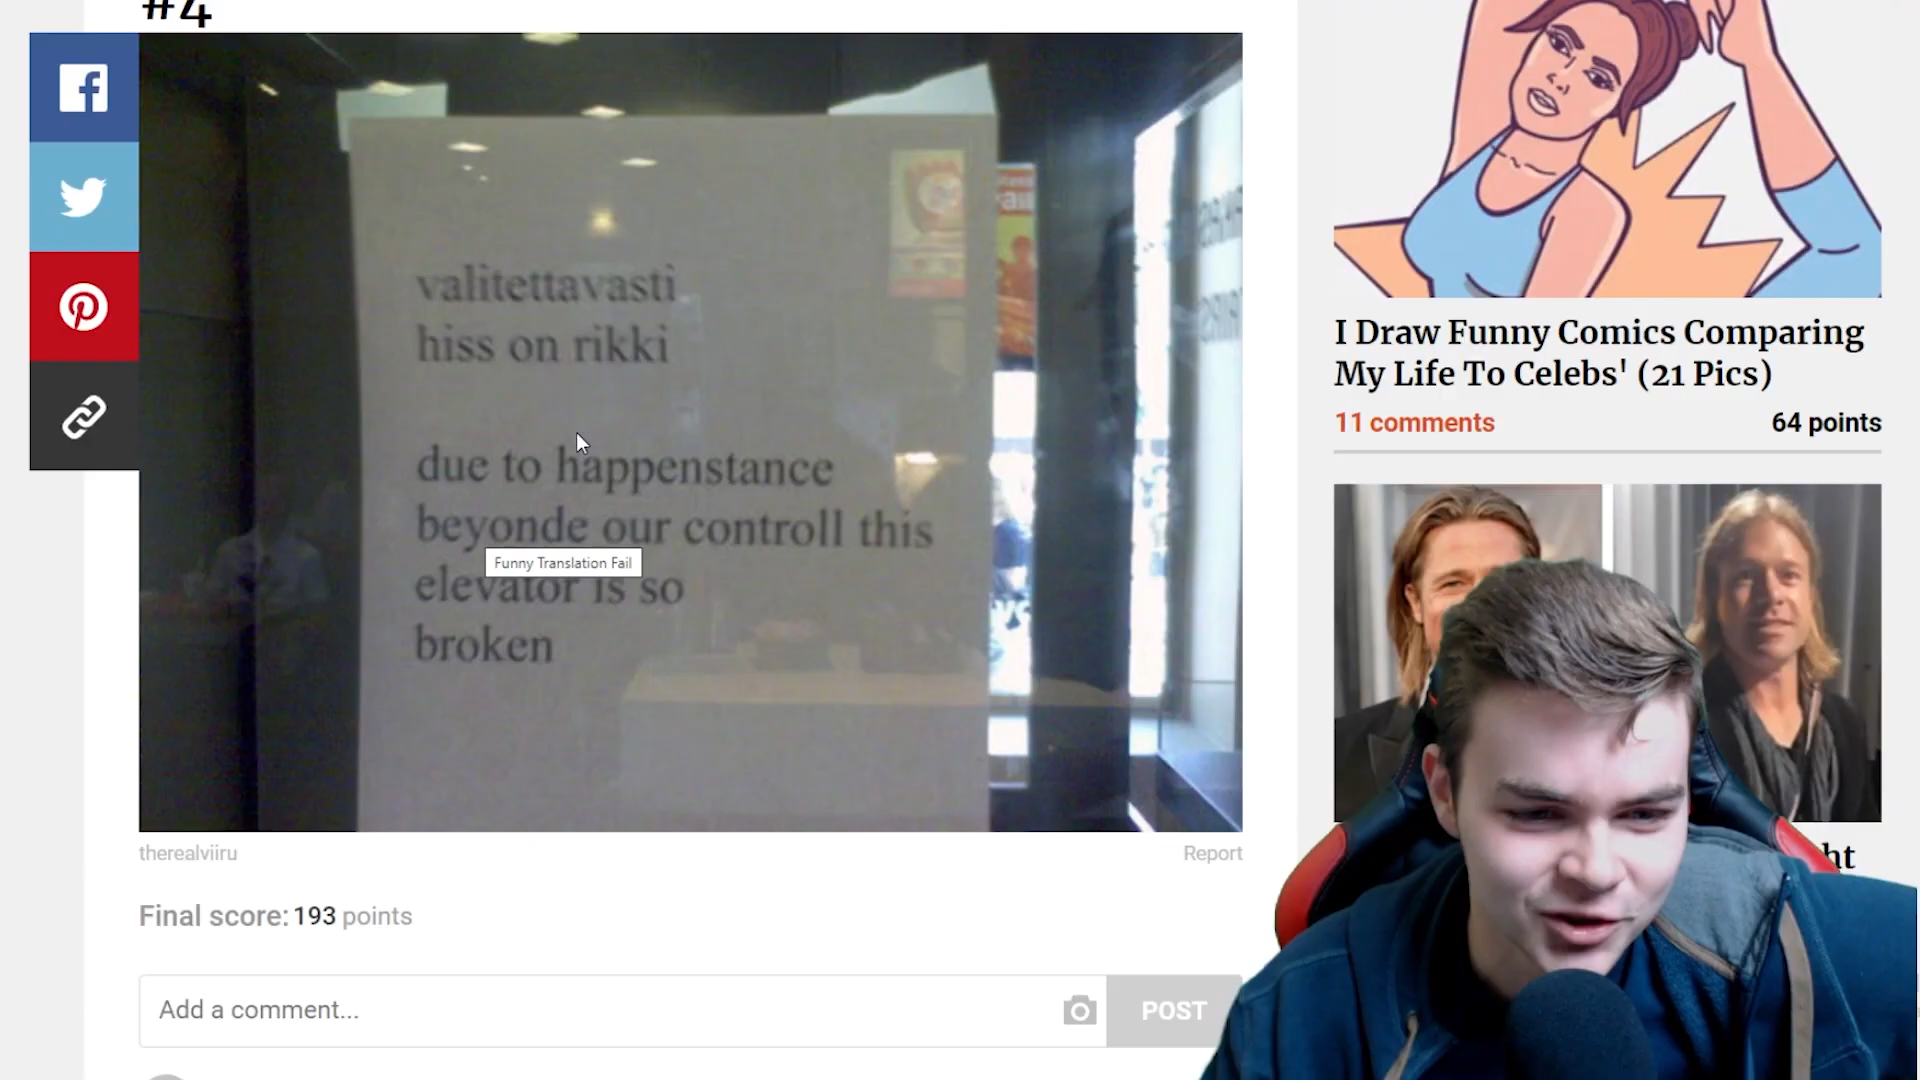 #4
valitettavasti
hiss on rikki
due to happenstance
beyonde our controll this
elevator is so
broken
Funny Translation Fail
therealviiru
Report
Final score: 193 points
Add a comment...
POST
I Draw Funny Comics Comparing
My Life To Celebs' (21 Pics)
11 comments
64 points